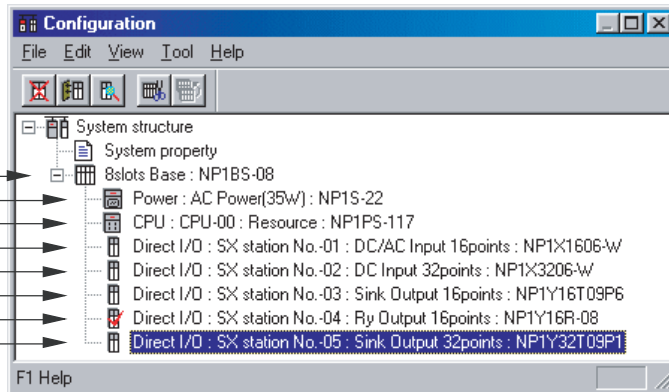 Configuration
File Edit View Tool Help
System structure
System property
8slots Base : NP1BS-08
Power : AC Power(35W) : NP1S-22
CPU : CPU-00 : Resource : NP1PS-117
Direct I/O : SX station No.-01 : DC/AC Input 16points : NP1X1606-W
Direct I/O : SX station No.-02 : DC Input 32points : NP1X3206-W
Direct I/O : SX station No.-03 : Sink Output 16points : NP1Y16T09P6
Direct I/O : SX station No.-04 : Ry Output 16points : NP1Y16R-08
Direct I/O : SX station No.-05 : Sink Output 32points : NP1Y32T09P1
F1 Help